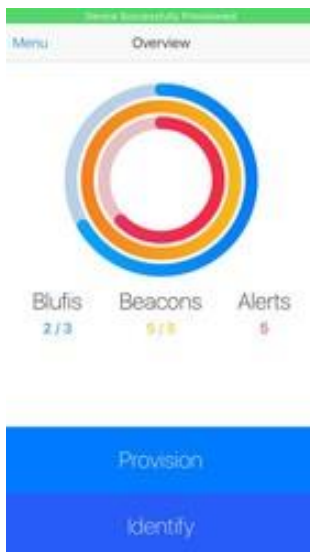 Device Successfully Provisioned
Menu Overview
Blufis Beacons Alerts
2 / 3 5 / 5 5
Provision
Identify